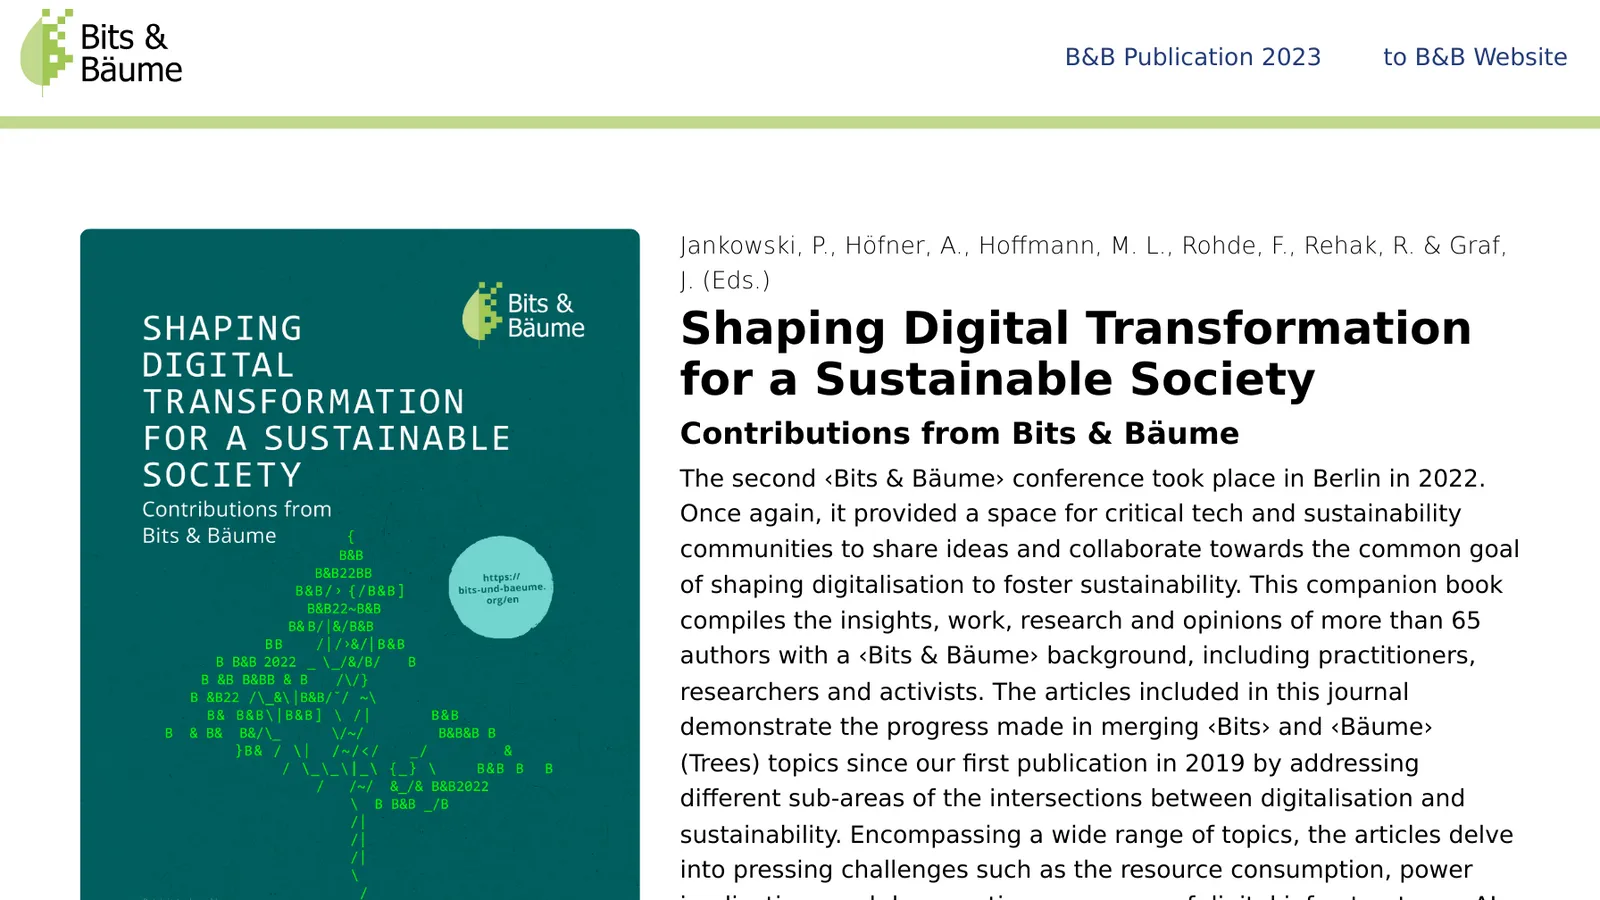 Bits &
Bäume
B&B Publication 2023
to B&B Website
SHAPING
DIGITAL
TRANSFORMATION
FOR A SUSTAINABLE
SOCIETY
Contributions from
Bits & Bäume
Bits &
Bäume
https://
bits-und-baeume.
org/en
{
B&B
B&B22BB
B&B/› {/B&B]
B&B22~B&B
B&B/|&/B&B
BB /|/›&/|B&B
B B&B 2022 _ \_/&/B/ B
B &B B&BB & B /\/}
B &B22 /\_&\|B&B/~/ ~\
B& B&B\|B&B] \ /| B&B
B & B& B&/\_ \/~/ B&B&B B
}B& / \| /~/</ _/ &
/ \_\_\|_\ {_} \ B&B B B
/ /~/ &_/& B&B2022
\ B B&B _/B
/|
/|
/|
\
/
Jankowski, P., Höfner, A., Hoffmann, M. L., Rohde, F., Rehak, R. & Graf,
J. (Eds.)
Shaping Digital Transformation
for a Sustainable Society
Contributions from Bits & Bäume
The second ‹Bits & Bäume› conference took place in Berlin in 2022.
Once again, it provided a space for critical tech and sustainability
communities to share ideas and collaborate towards the common goal
of shaping digitalisation to foster sustainability. This companion book
compiles the insights, work, research and opinions of more than 65
authors with a ‹Bits & Bäume› background, including practitioners,
researchers and activists. The articles included in this journal
demonstrate the progress made in merging ‹Bits› and ‹Bäume›
(Trees) topics since our first publication in 2019 by addressing
different sub-areas of the intersections between digitalisation and
sustainability. Encompassing a wide range of topics, the articles delve
into pressing challenges such as the resource consumption, power